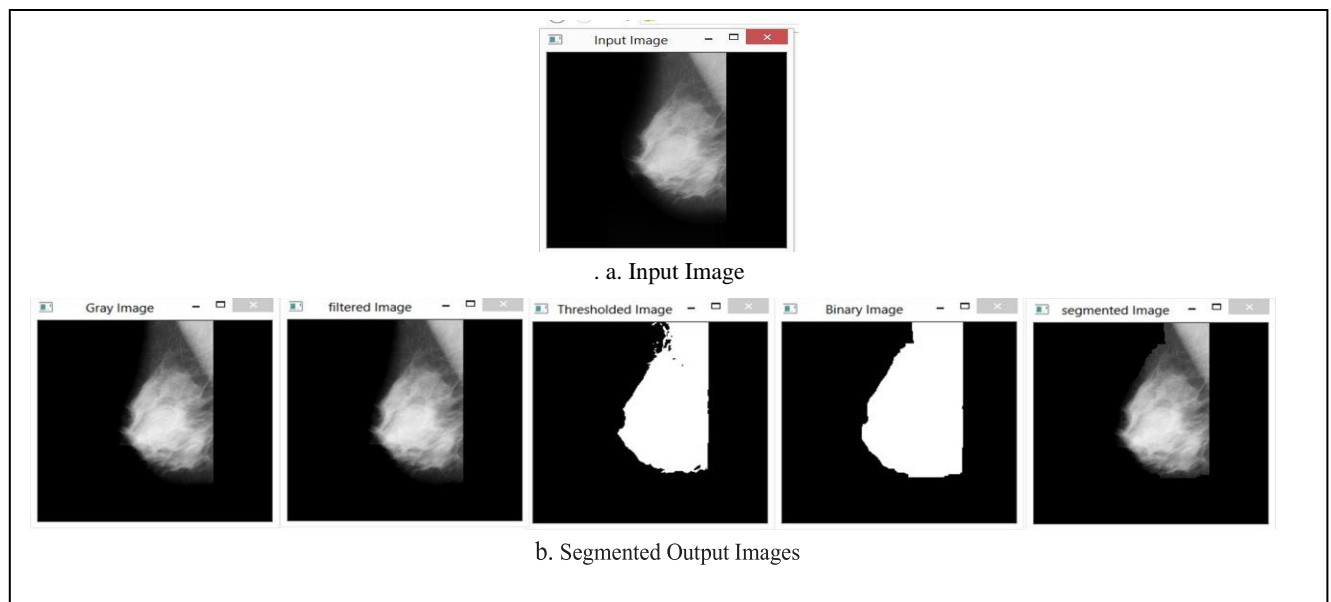 Input Image
. a. Input Image
Gray Image
filtered Image
Thresholded Image
Binary Image
segmented Image
b. Segmented Output Images